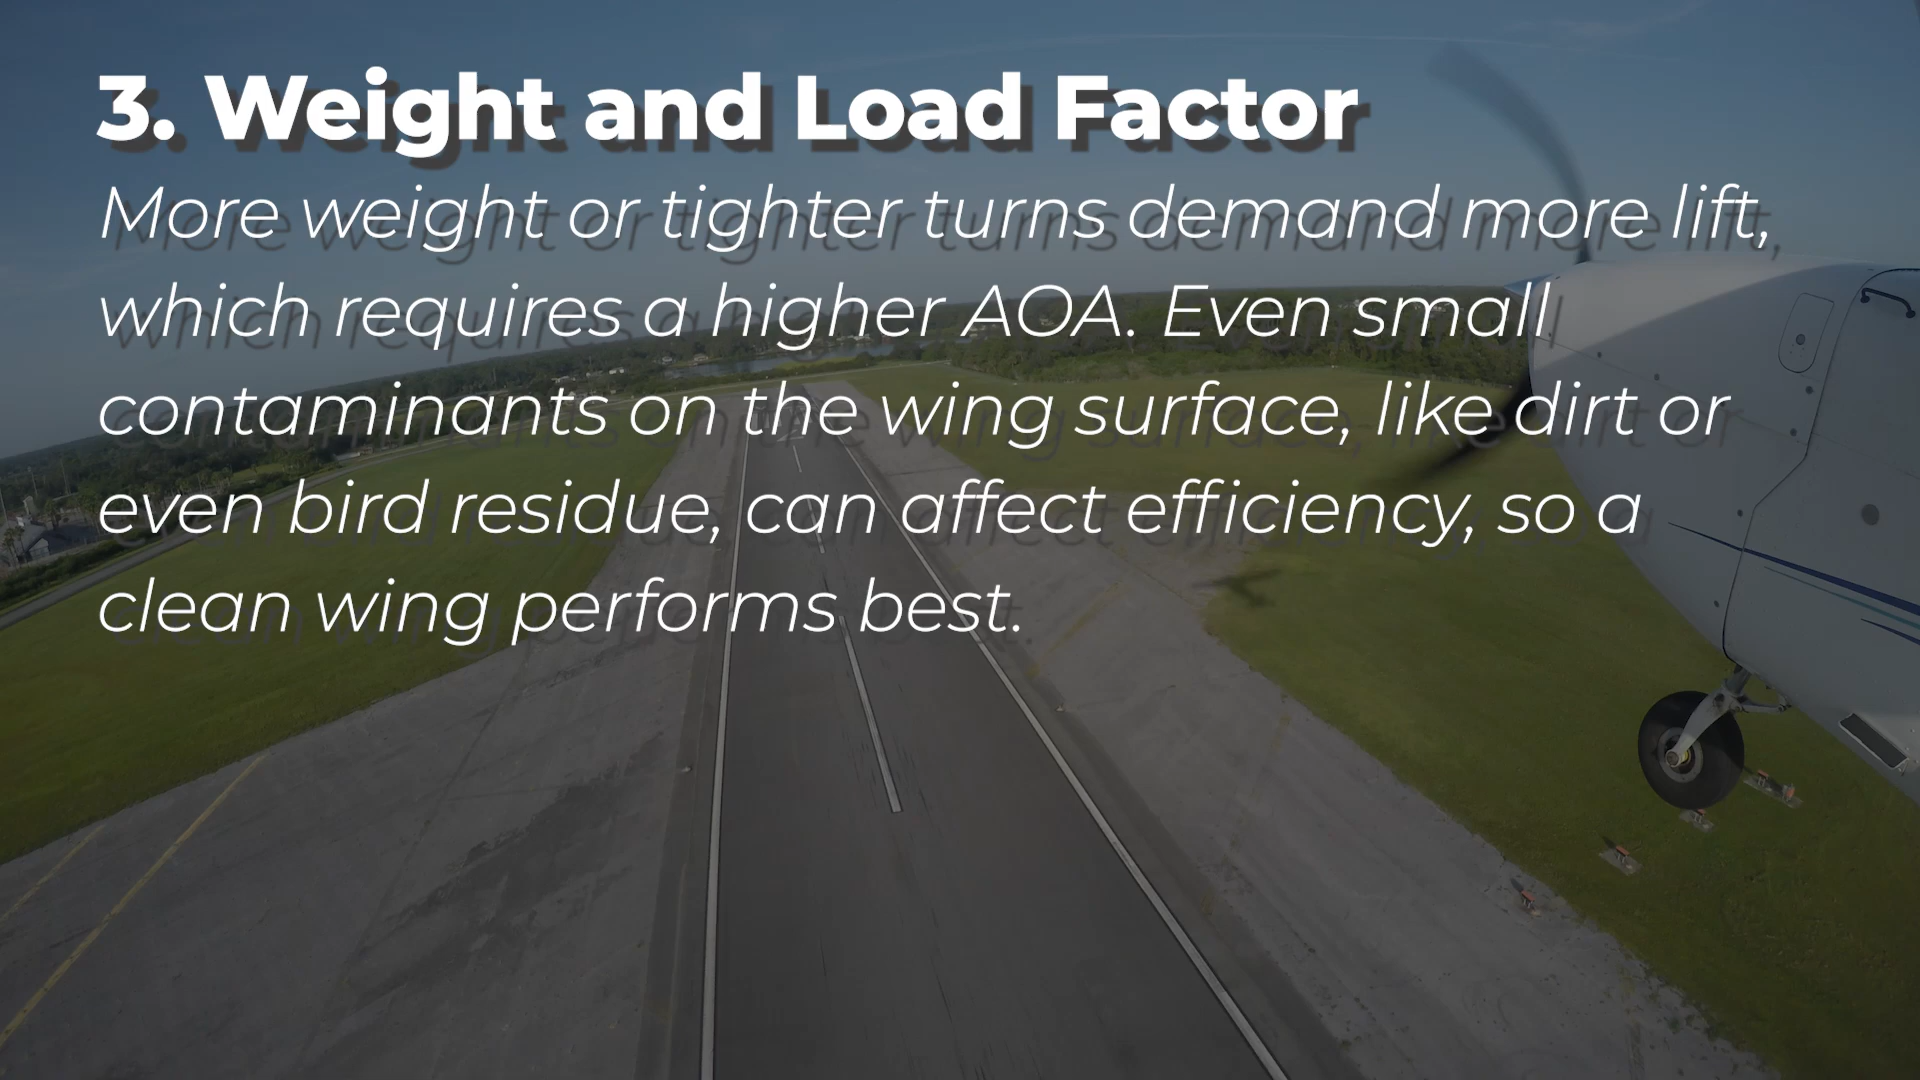 3. Weight and Load Factor
More weight or tighter turns demand more lift,
which requires a higher AOA. Even small
contaminants on the wing surface, like dirt or
even bird residue, can affect efficiency, so a
clean wing performs best.